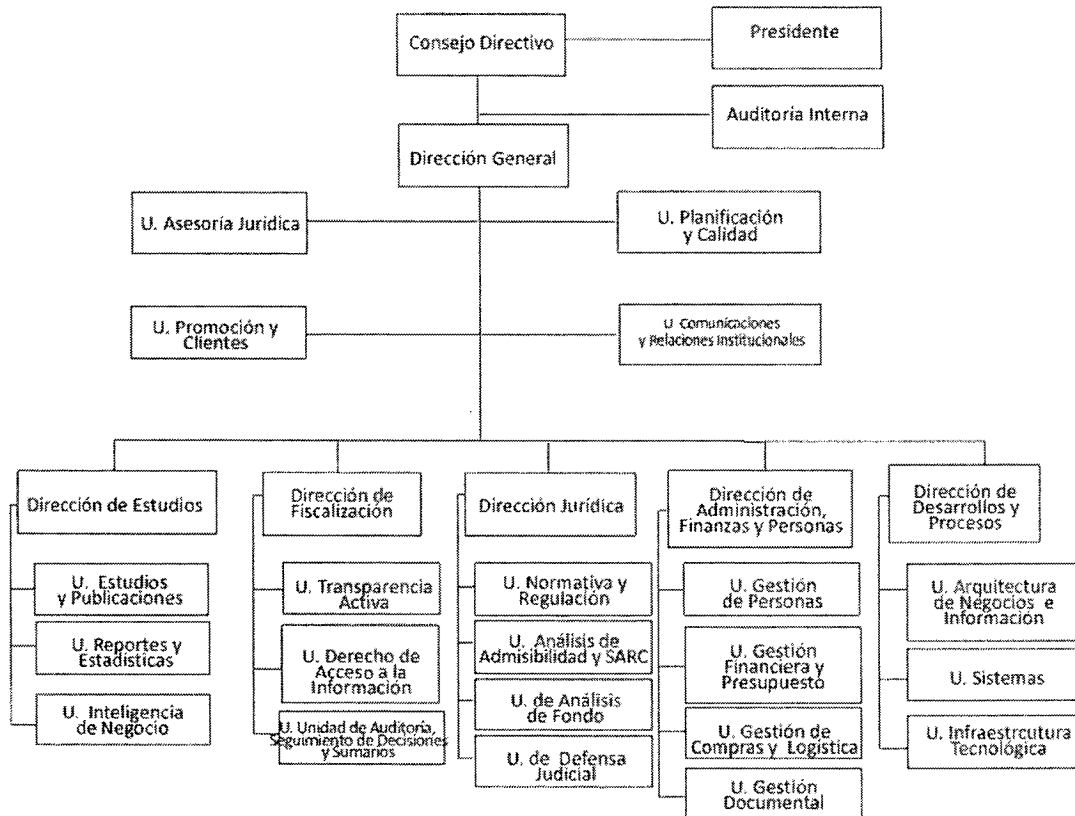 Consejo Directivo
Presidente
Auditoría Interna
Dirección General
U. Asesoría Jurídica
U. Planificación
y Calidad
U. Promoción y
Clientes
U. Comunicaciones
y Relaciones Institucionales
Dirección de Estudios
U. Estudios
y Publicaciones
U. Reportes y
Estadísticas
U. Inteligencia
de Negocio
Dirección de
Fiscalización
U. Transparencia
Activa
U. Derecho de
Acceso a la
Información
U. Unidad de Auditoría,
Seguimiento de Decisiones
y Sumarios
Dirección Jurídica
U. Normativa y
Regulación
U. Análisis de
Admisibilidad y SARC
U. de Análisis
de Fondo
U. de Defensa
Judicial
Dirección de
Administración,
Finanzas y Personas
U. Gestión
de Personas
U. Gestión
Financiera y
Presupuesto
U. Gestión de
Compras y Logística
U. Gestión
Documental
Dirección de
Desarrollos y
Procesos
U. Arquitectura
de Negocios e
Información
U. Sistemas
U. Infraestrcutura
Tecnológica